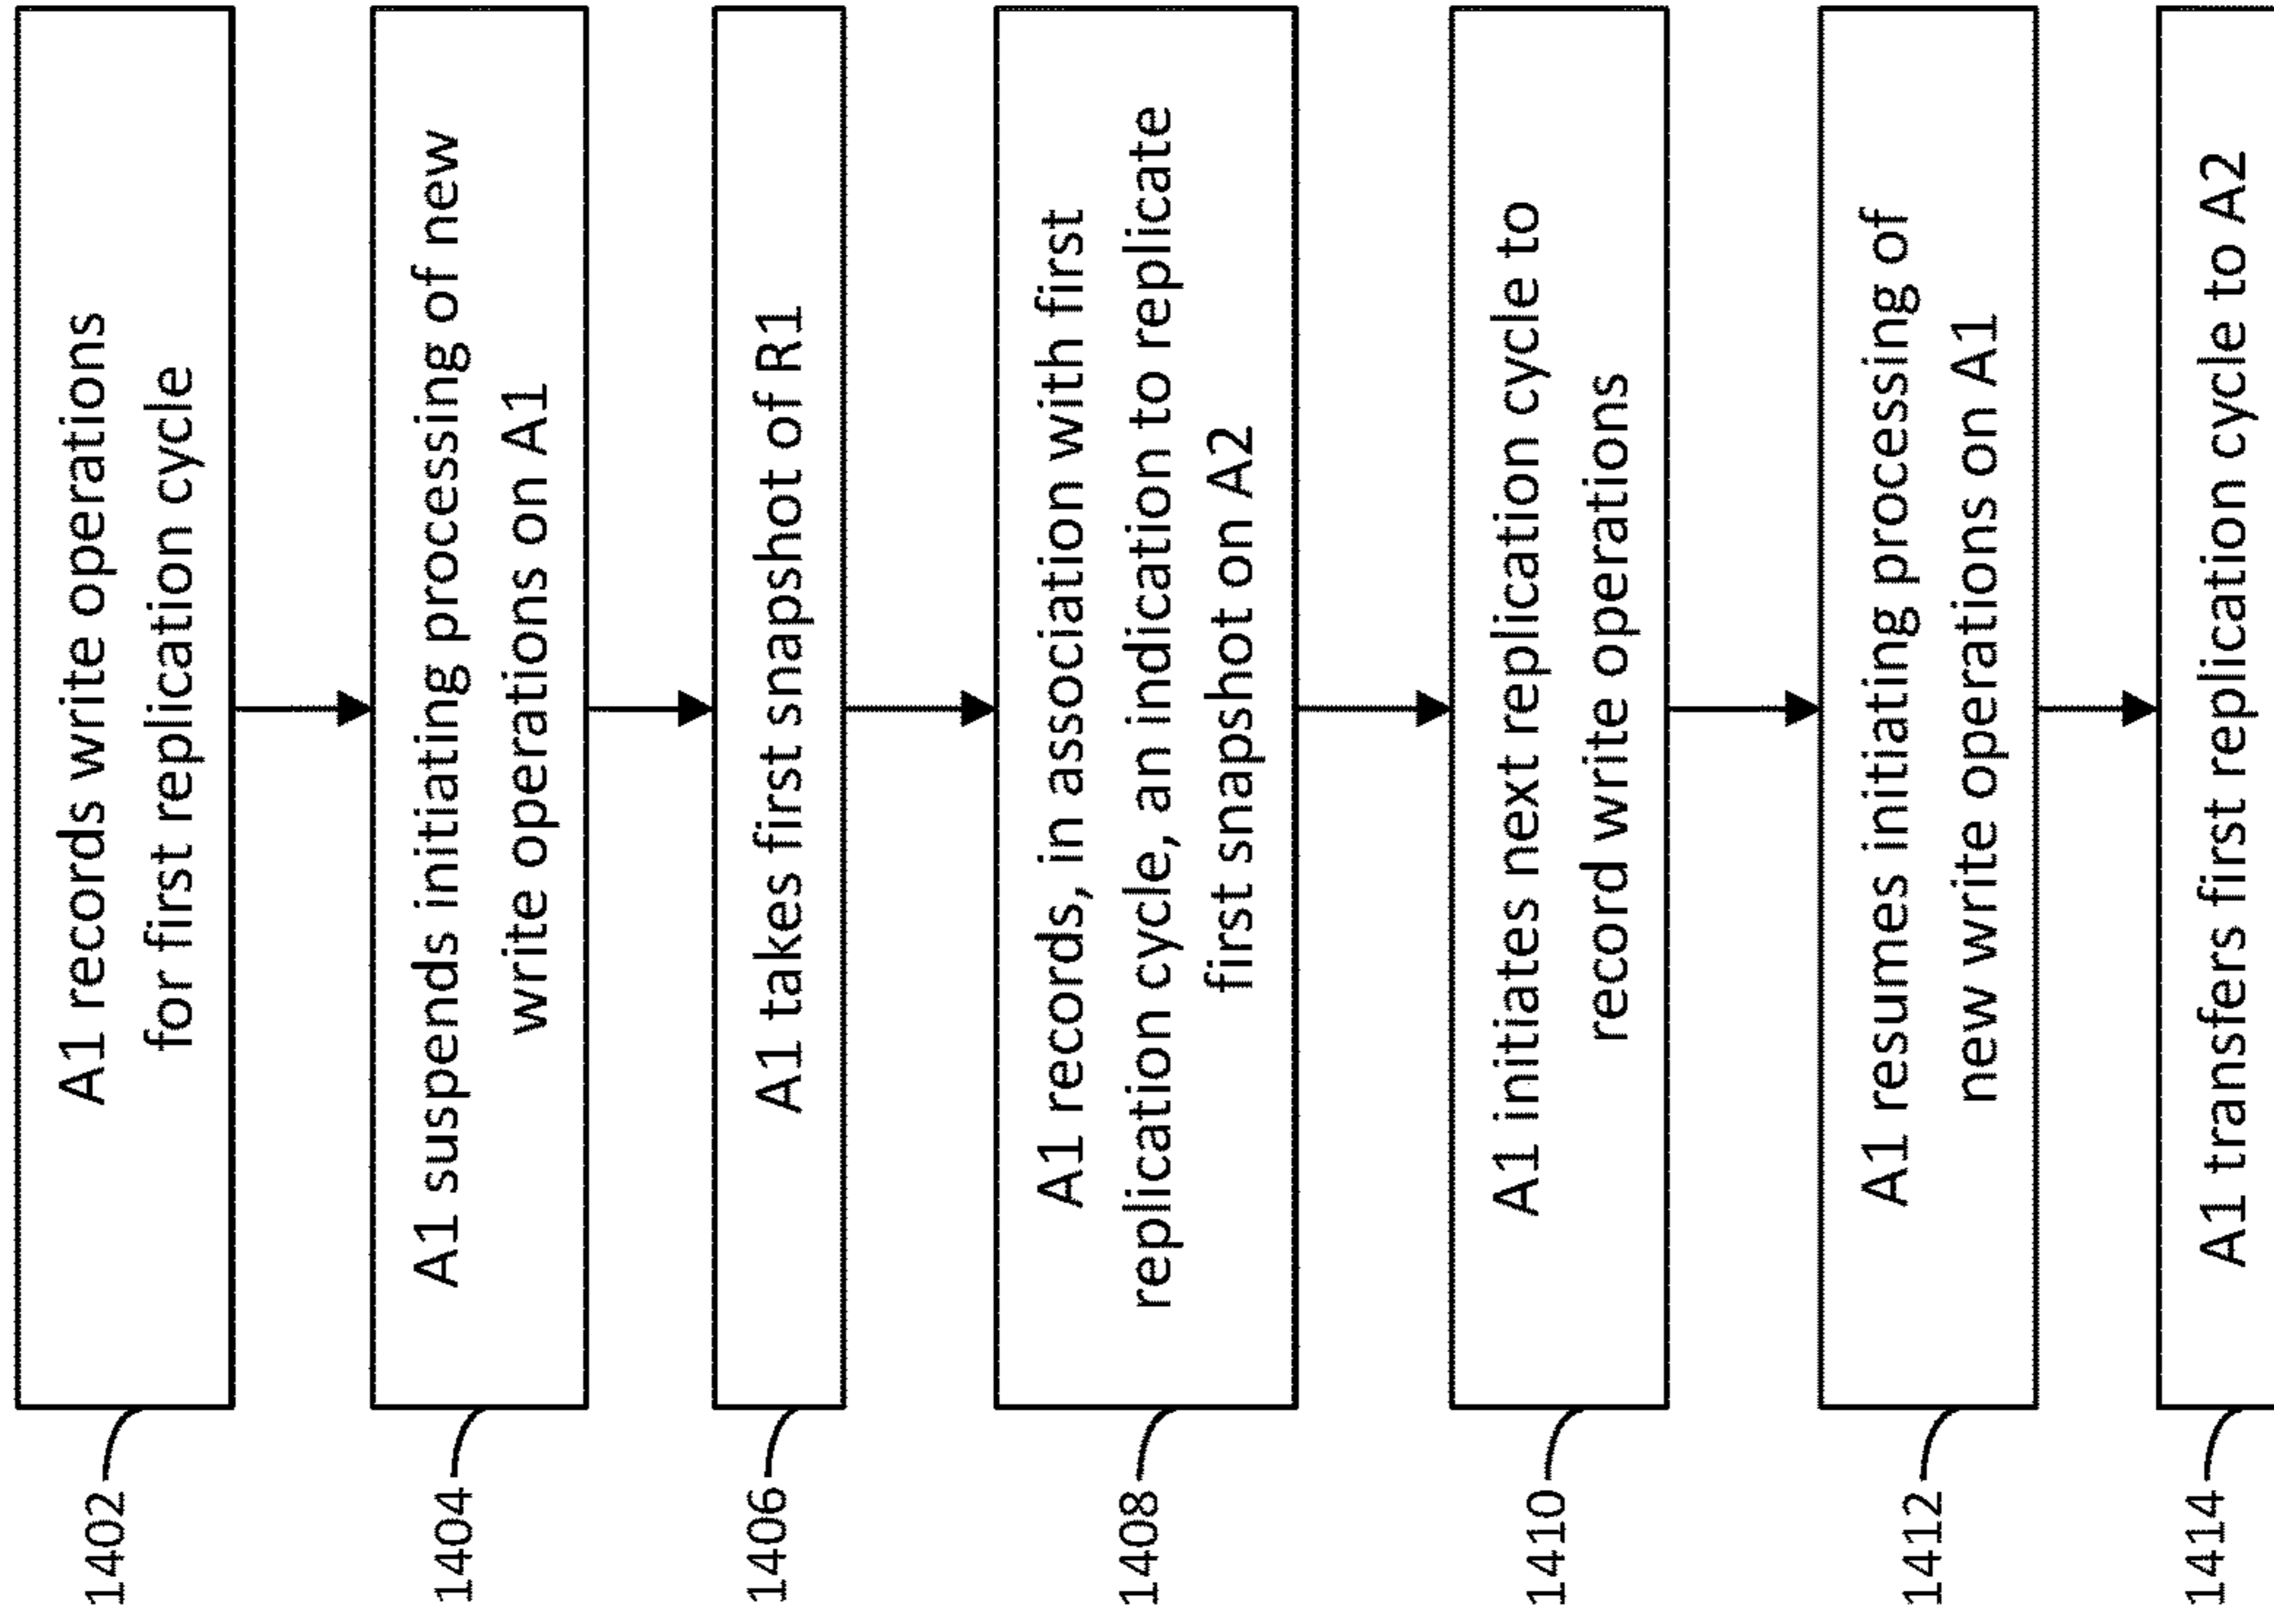 1402
A1 records write operations
for first replication cycle
1404
A1 suspends initiating processing of new
write operations on A1
1406
A1 takes first snapshot of R1
1408
A1 records, in association with first
replication cycle, an indication to replicate
first snapshot on A2
1410
A1 initiates next replication cycle to
record write operations
1412
A1 resumes initiating processing of
new write operations on A1
1414
A1 transfers first replication cycle to A2